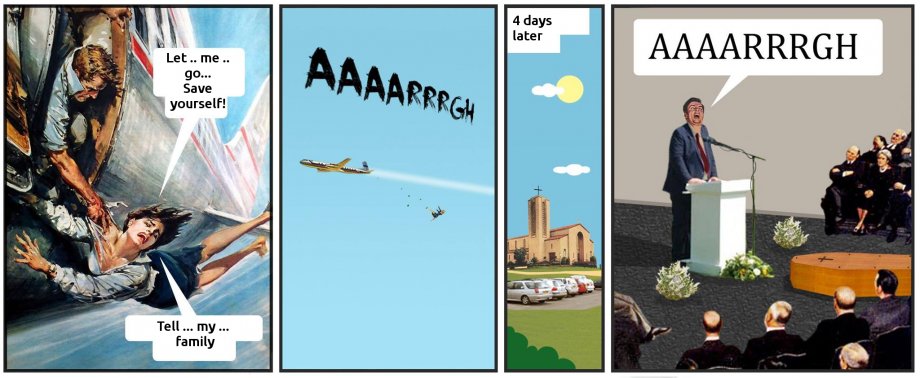 Let .. me ..
go...
Save
yourself!
Tell ... my ...
family
AAAARRRGH
4 days
later
AAAARRRGH